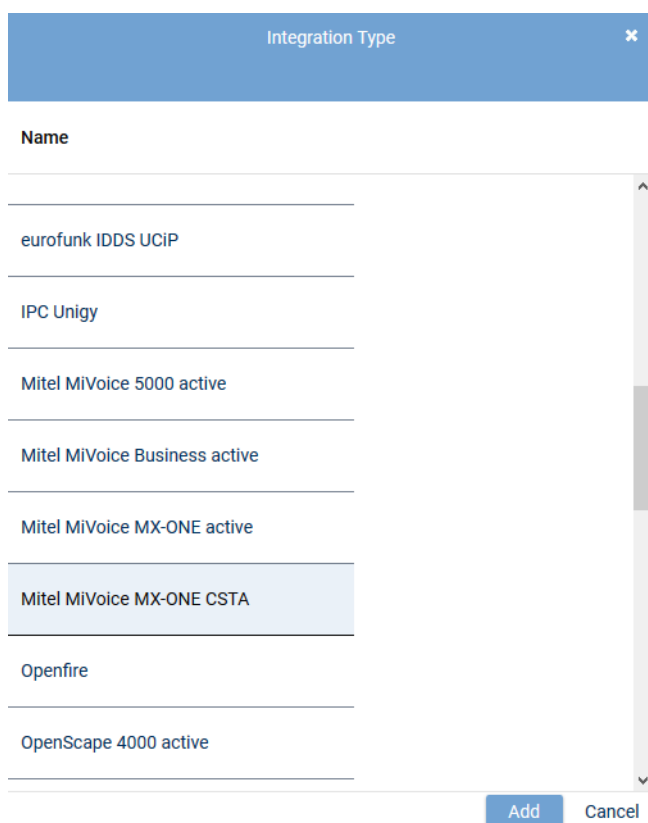 Integration Type
Name
eurofunk IDDS UCiP
IPC Unigy
Mitel MiVoice 5000 active
Mitel MiVoice Business active
Mitel MiVoice MX-ONE active
Mitel MiVoice MX-ONE CSTA
Openfire
OpenScape 4000 active
Add Cancel